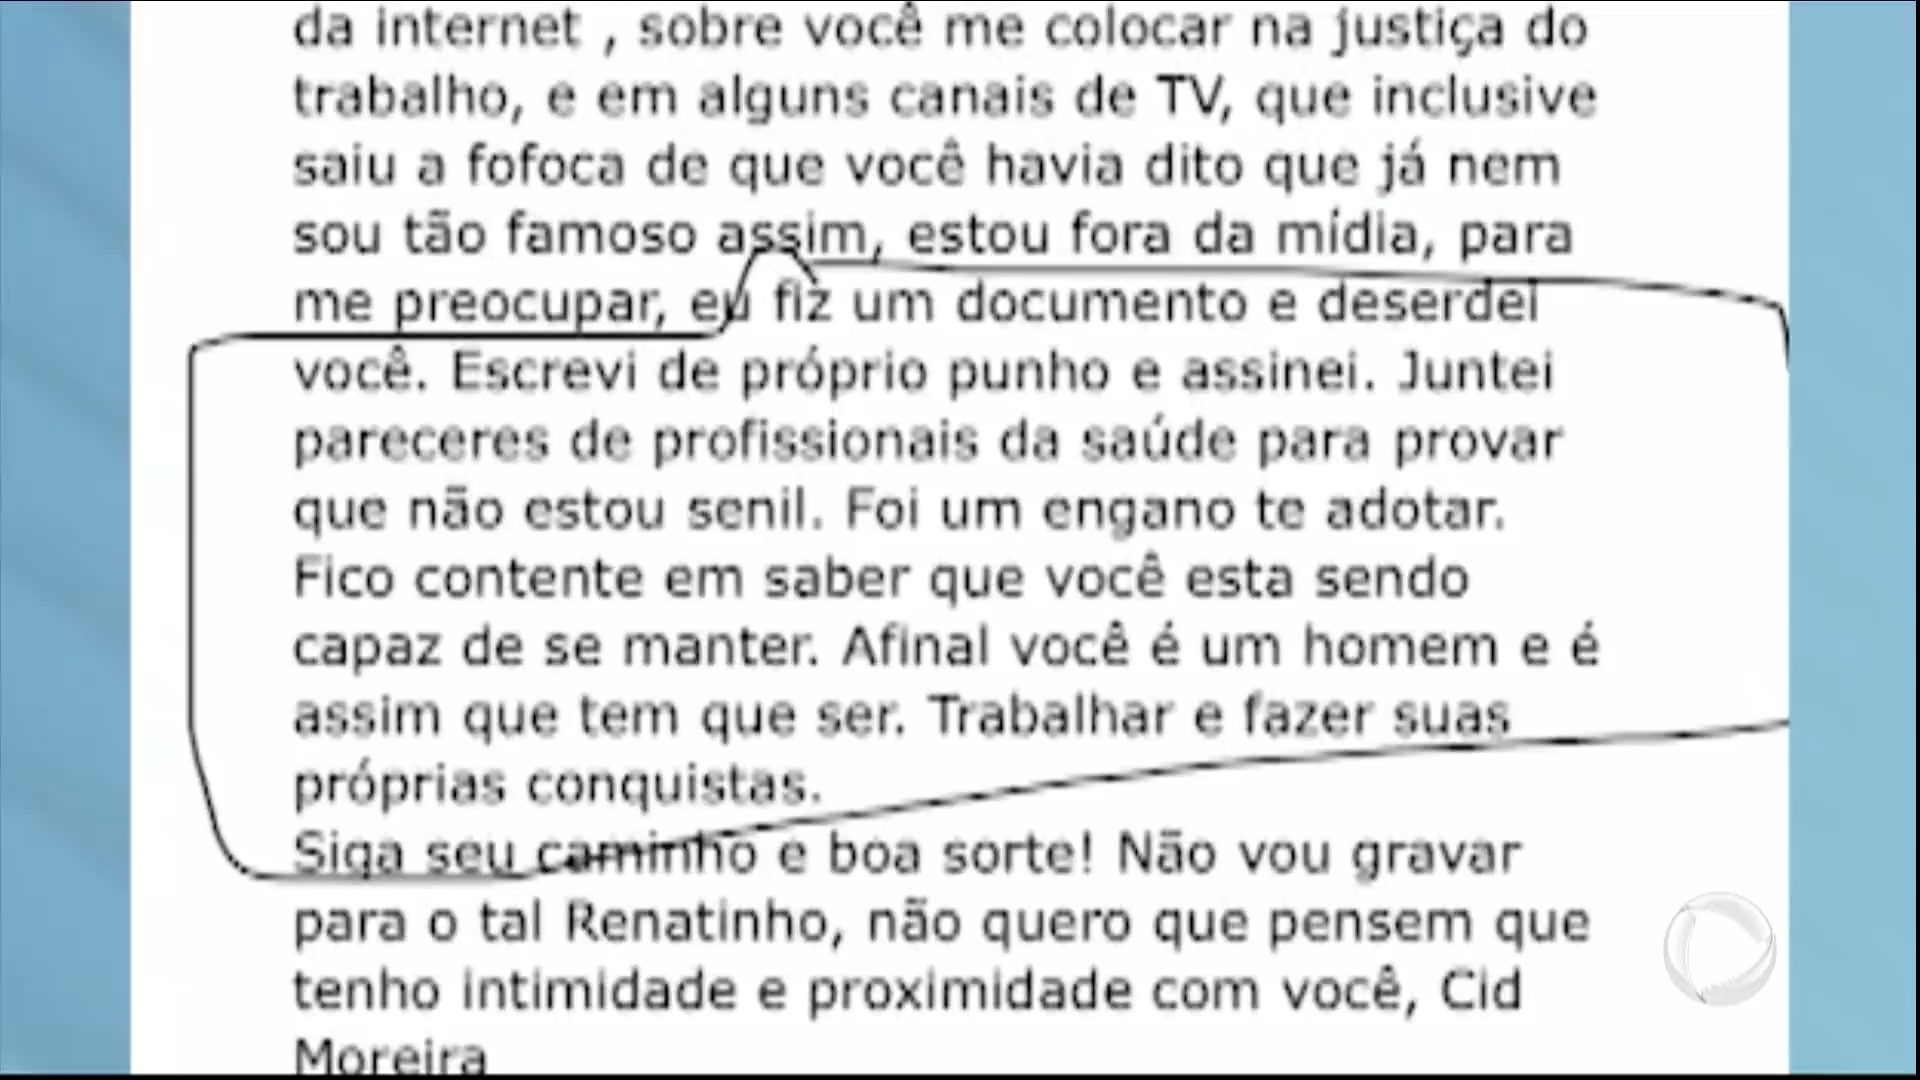 da internet , sobre você me colocar na justiça do
trabalho, e em alguns canais de TV, que inclusive
saiu a fofoca de que você havia dito que já nem
sou tão famoso assim, estou fora da mídia, para
me preocupar, eu fiz um documento e deserdei
você. Escrevi de próprio punho e assinei. Juntei
pareceres de profissionais da saúde para provar
que não estou senil. Foi um engano te adotar.
Fico contente em saber que você esta sendo
capaz de se manter. Afinal você é um homem e é
assim que tem que ser. Trabalhar e fazer suas
próprias conquistas.
Siga seu caminho e boa sorte! Não vou gravar
para o tal Renatinho, não quero que pensem que
tenho intimidade e proximidade com você, Cid
Moreira